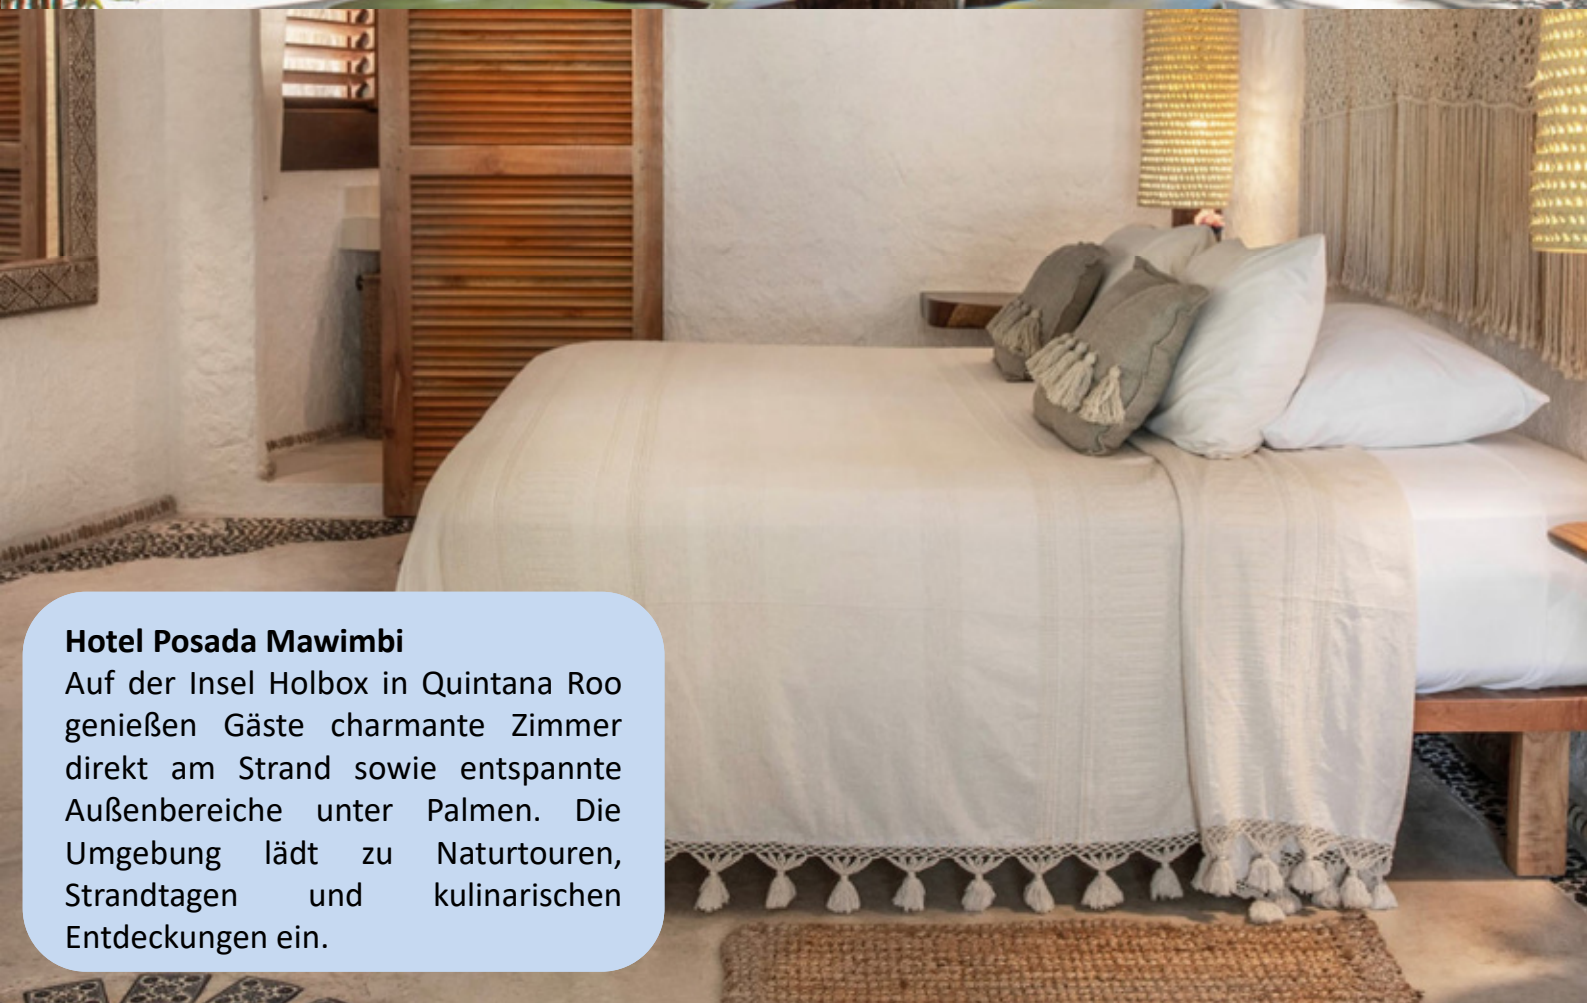 Hotel Posada Mawimbi
Auf der Insel Holbox in Quintana Roo
genießen Gäste charmante Zimmer
direkt am Strand sowie entspannte
Außenbereiche unter Palmen. Die
Umgebung lädt zu Naturtouren,
Strandtagen und kulinarischen
Entdeckungen ein.